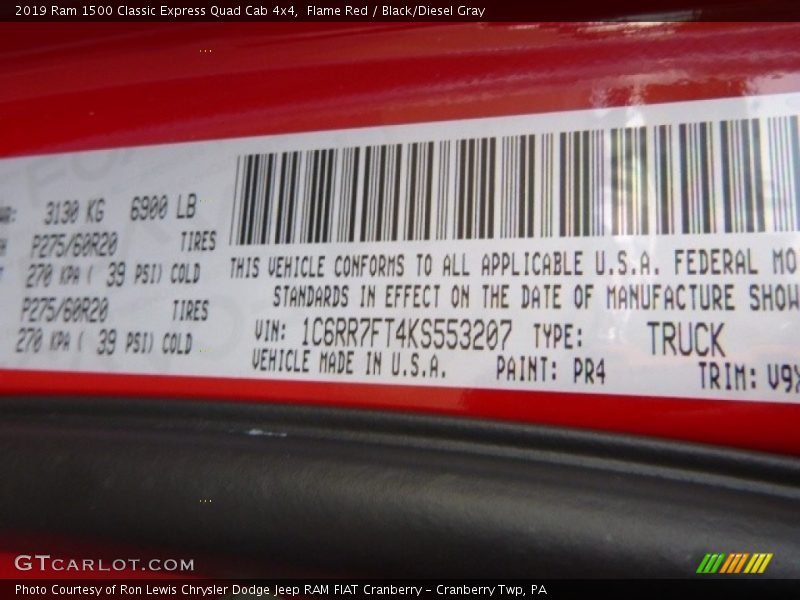 2019 Ram 1500 Classic Express Quad Cab 4x4, Flame Red / Black/Diesel Gray
3130 KG 6900 LB
P275/60R20 TIRES
270 KPA ( 39 PSI) COLD
P275/60R20 TIRES
270 KPA ( 39 PSI) COLD
THIS VEHICLE CONFORMS TO ALL APPLICABLE U.S.A. FEDERAL MO
STANDARDS IN EFFECT ON THE DATE OF MANUFACTURE SHOW
VIN: 1C6RR7FT4KS553207 TYPE: TRUCK
VEHICLE MADE IN U.S.A. PAINT: PR4 TRIM: V9X
GTCARLOT.COM
Photo Courtesy of Ron Lewis Chrysler Dodge Jeep RAM FIAT Cranberry - Cranberry Twp, PA